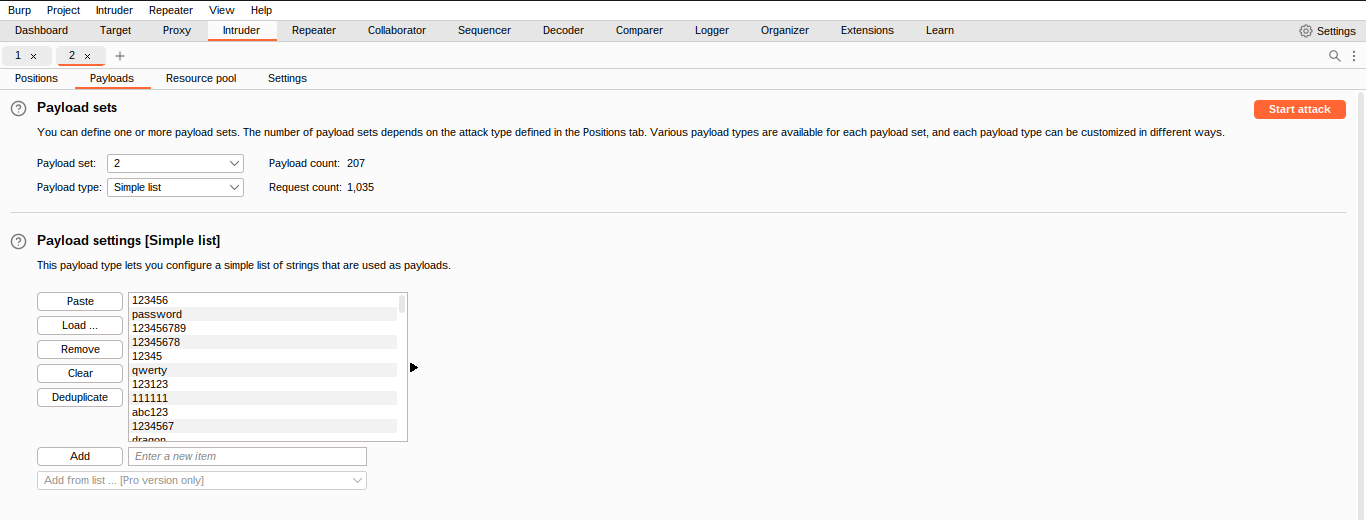 Burp Project Intruder Repeater View Help
Dashboard Target Proxy Intruder Repeater Collaborator Sequencer Decoder Comparer Logger Organizer Extensions Learn Settings
1 × 2 × +
Positions Payloads Resource pool Settings
? Payload sets Start attack
You can define one or more payload sets. The number of payload sets depends on the attack type defined in the Positions tab. Various payload types are available for each payload set, and each payload type can be customized in different ways.
Payload set: 2 Payload count: 207
Payload type: Simple list Request count: 1,035
? Payload settings [Simple list]
This payload type lets you configure a simple list of strings that are used as payloads.
Paste 123456
password
Load ... 123456789
12345678
Remove 12345
Clear qwerty
123123
Deduplicate 111111
abc123
1234567
dragon
Add Enter a new item
Add from list ... [Pro version only]